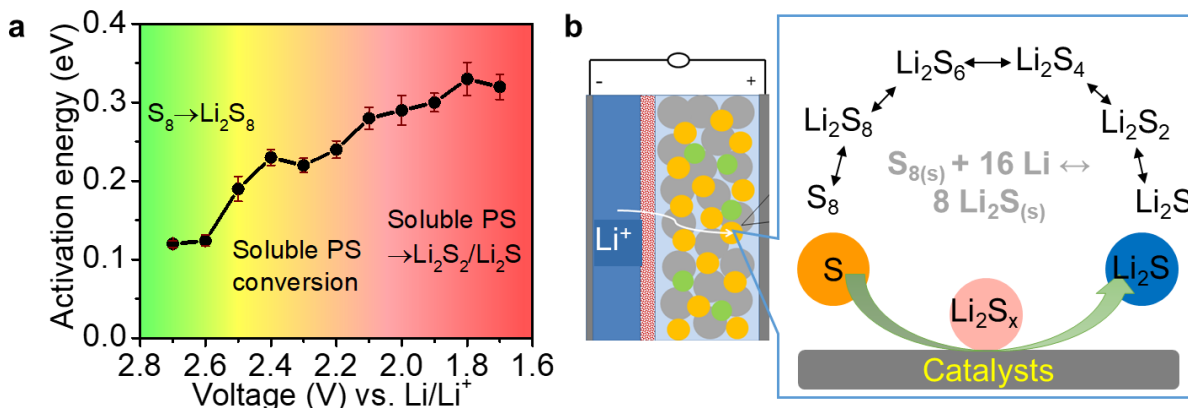 a
Activation energy (eV)
0.4
0.3
0.2
0.1
0.0
S₈→Li₂S₈
Soluble PS
conversion
Soluble PS
→Li₂S₂/Li₂S
2.8 2.6 2.4 2.2 2.0 1.8 1.6
Voltage (V) vs. Li/Li⁺
b
- +
Li⁺
Li₂S₆ Li₂S₄
Li₂S₈ Li₂S₂
S₈ Li₂S
S₈₍ₛ₎ + 16 Li ↔
8 Li₂S₍ₛ₎
S Li₂Sₓ Li₂S
Catalysts